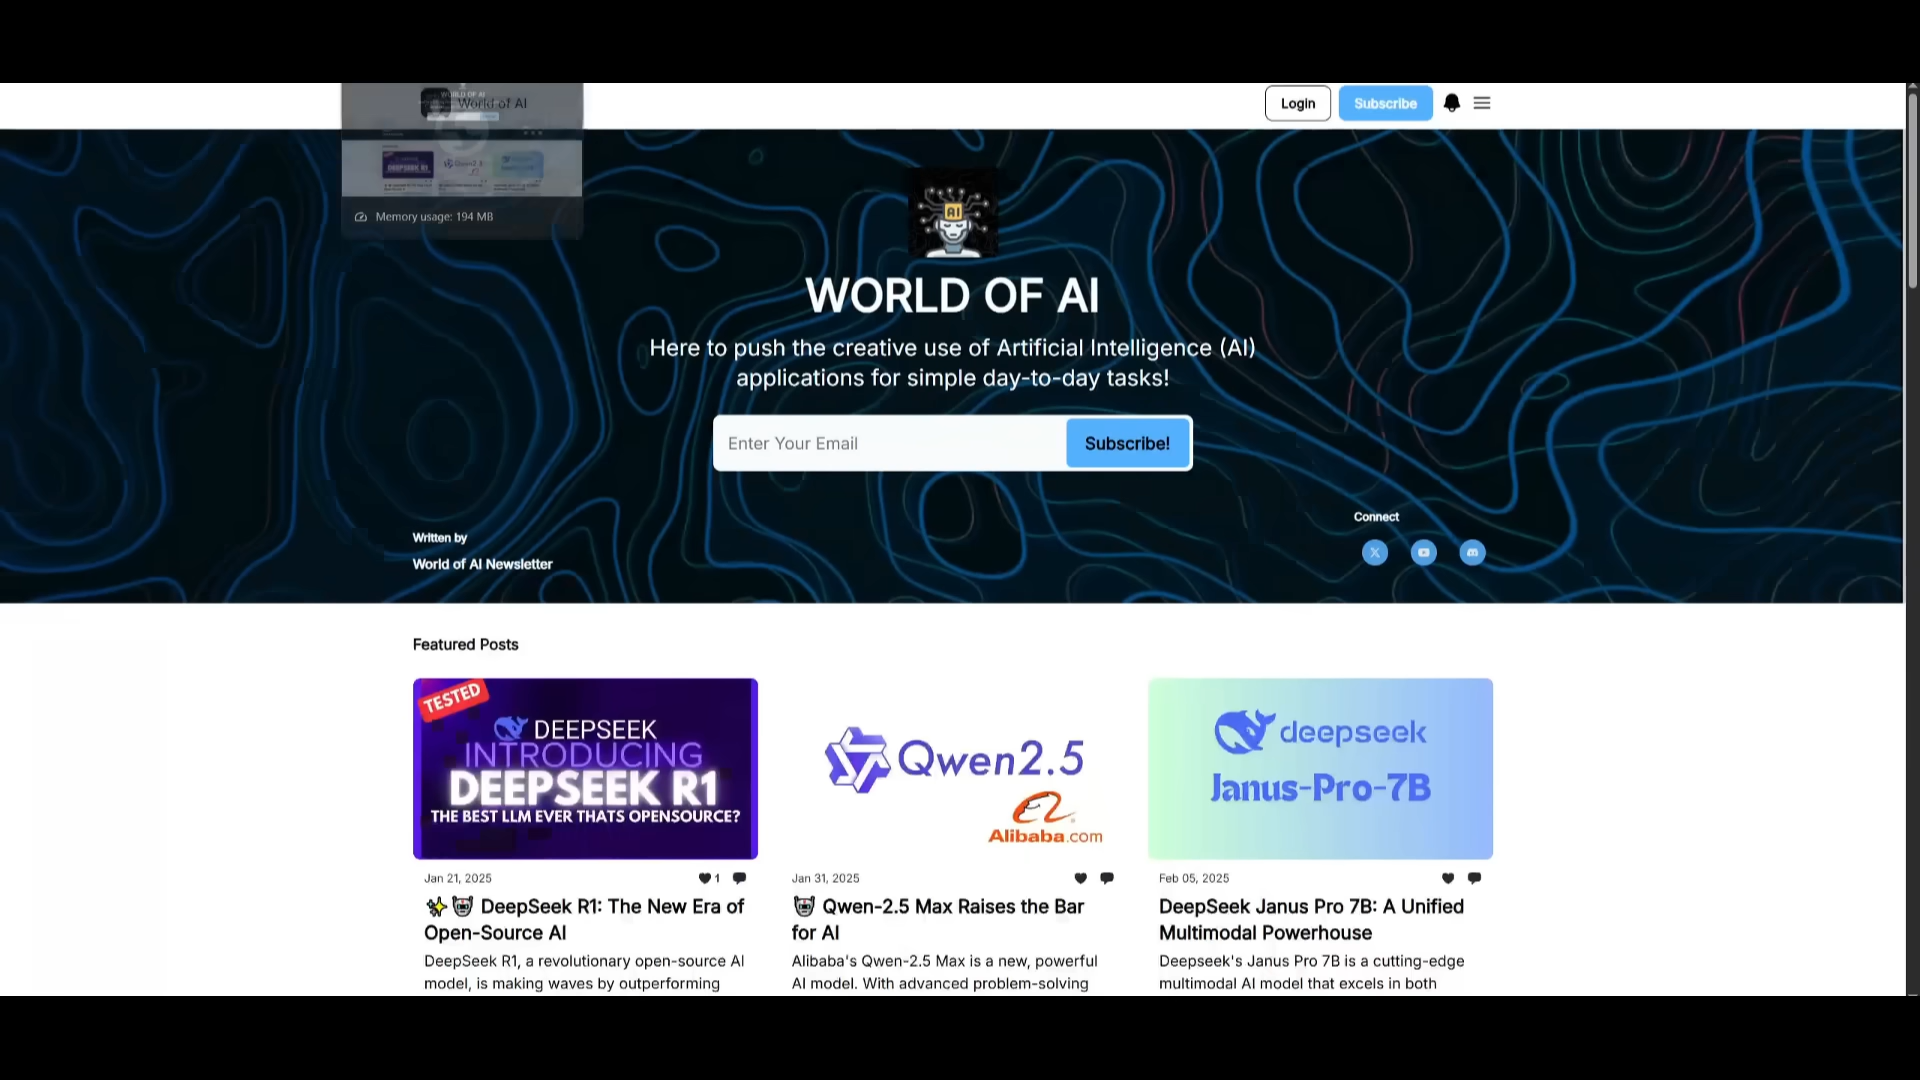 World of AI
Login
Subscribe
Memory usage: 194 MB
AI
WORLD OF AI
Here to push the creative use of Artificial Intelligence (AI)
applications for simple day-to-day tasks!
Enter Your Email
Subscribe!
Written by
World of AI Newsletter
Connect
Featured Posts
TESTED
DEEPSEEK
INTRODUCING
DEEPSEEK R1
THE BEST LLM EVER THATS OPENSOURCE?
Qwen2.5
Alibaba.com
deepseek
Janus-Pro-7B
Jan 21, 2025
1
✨🤖 DeepSeek R1: The New Era of
Open-Source AI
DeepSeek R1, a revolutionary open-source AI
model, is making waves by outperforming
Jan 31, 2025
🤖 Qwen-2.5 Max Raises the Bar
for AI
Alibaba's Qwen-2.5 Max is a new, powerful
AI model. With advanced problem-solving
Feb 05, 2025
DeepSeek Janus Pro 7B: A Unified
Multimodal Powerhouse
Deepseek's Janus Pro 7B is a cutting-edge
multimodal AI model that excels in both